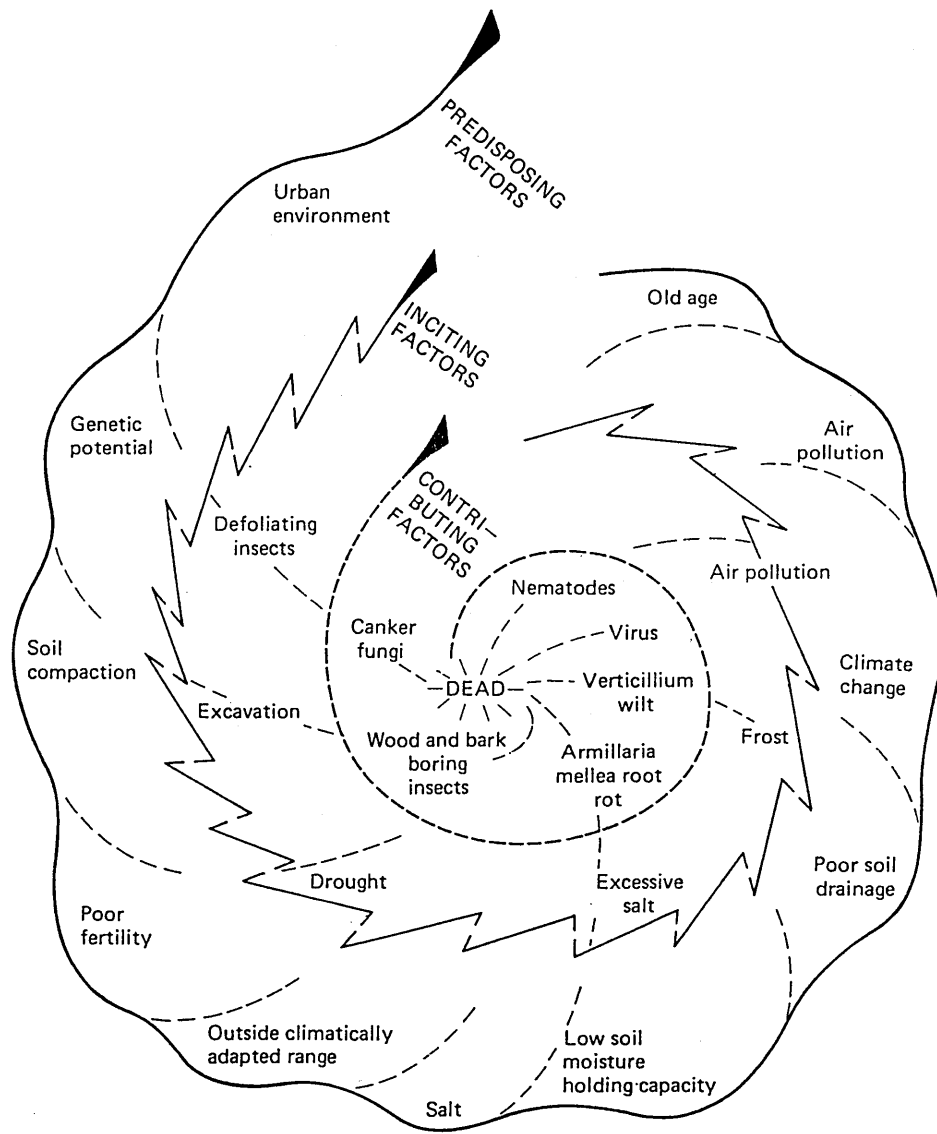 PREDISPOSING
FACTORS
Urban
environment
INCITING
FACTORS
Old age
Genetic
potential
Air
pollution
CONTRI–
BUTING
FACTORS
Defoliating
insects
Air pollution
Nematodes
Canker
fungi
Virus
Soil
compaction
DEAD
Verticillium
wilt
Climate
change
Excavation
Wood and bark
boring
insects
Armillaria
mellea root
rot
Frost
Drought
Excessive
salt
Poor soil
drainage
Poor
fertility
Outside climatically
adapted range
Low soil
moisture
holding-capacity
Salt